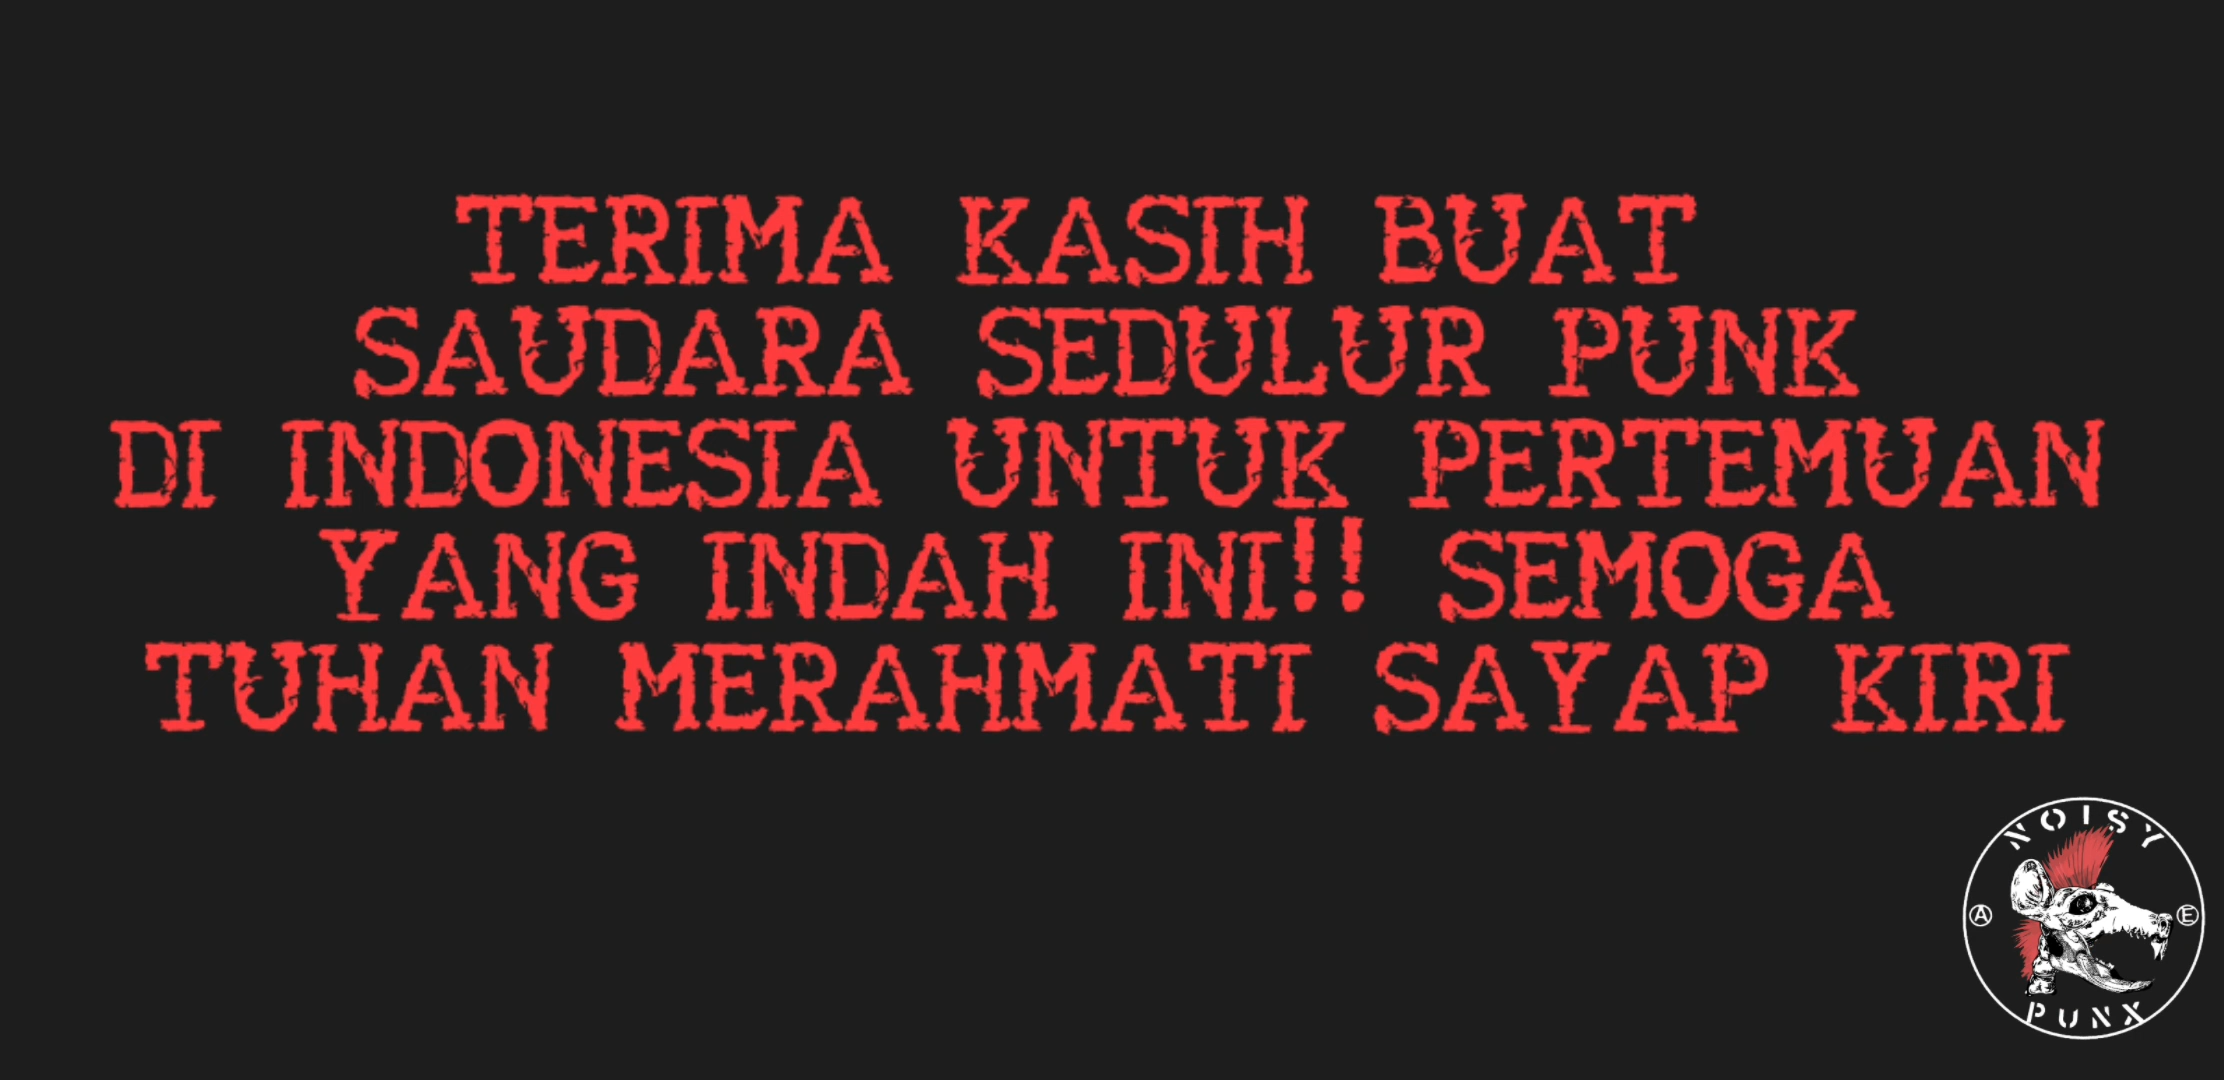 TERIMA KASIH BUAT
SAUDARA SEDULUR PUNK
DI INDONESIA UNTUK PERTEMUAN
YANG INDAH INI!! SEMOGA
TUHAN MERAHMATI SAYAP KIRI
NOISY
A E
PUNX